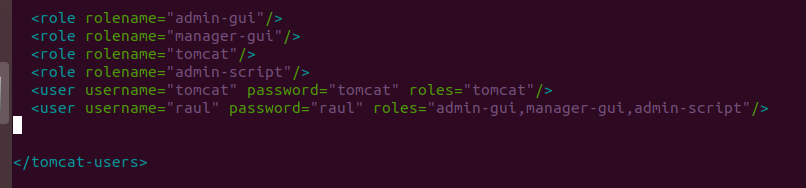 <role rolename="admin-gui"/>
<role rolename="manager-gui"/>
<role rolename="tomcat"/>
<role rolename="admin-script"/>
<user username="tomcat" password="tomcat" roles="tomcat"/>
<user username="raul" password="raul" roles="admin-gui,manager-gui,admin-script"/>
</tomcat-users>